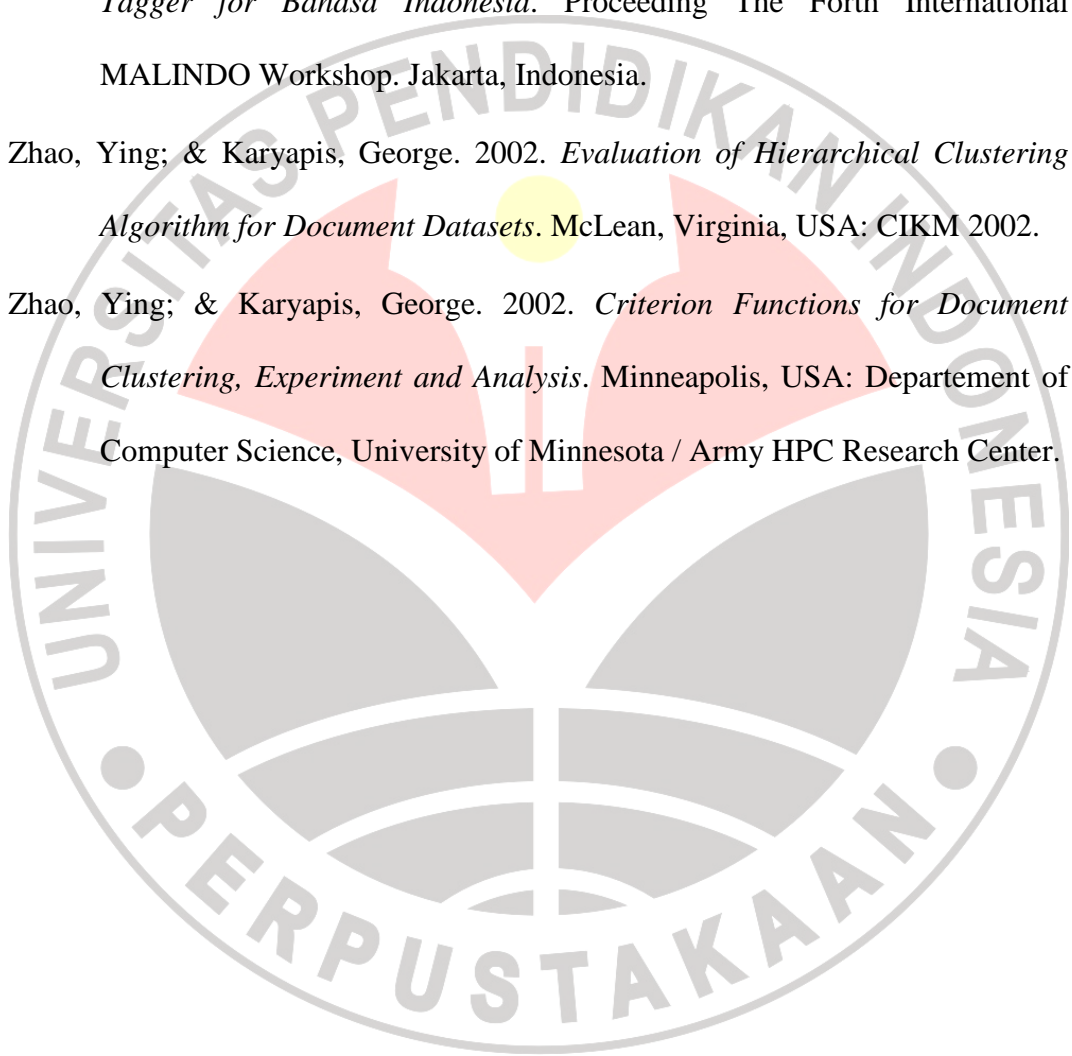 Tagger for Bahasa Indonesia. Proceeding The Forth International
MALINDO Workshop. Jakarta, Indonesia.
Zhao, Ying; & Karyapis, George. 2002. Evaluation of Hierarchical Clustering
Algorithm for Document Datasets. McLean, Virginia, USA: CIKM 2002.
Zhao, Ying; & Karyapis, George. 2002. Criterion Functions for Document
Clustering, Experiment and Analysis. Minneapolis, USA: Departement of
Computer Science, University of Minnesota / Army HPC Research Center.
UNIVERSITAS PENDIDIKAN INDONESIA
PERPUSTAKAAN